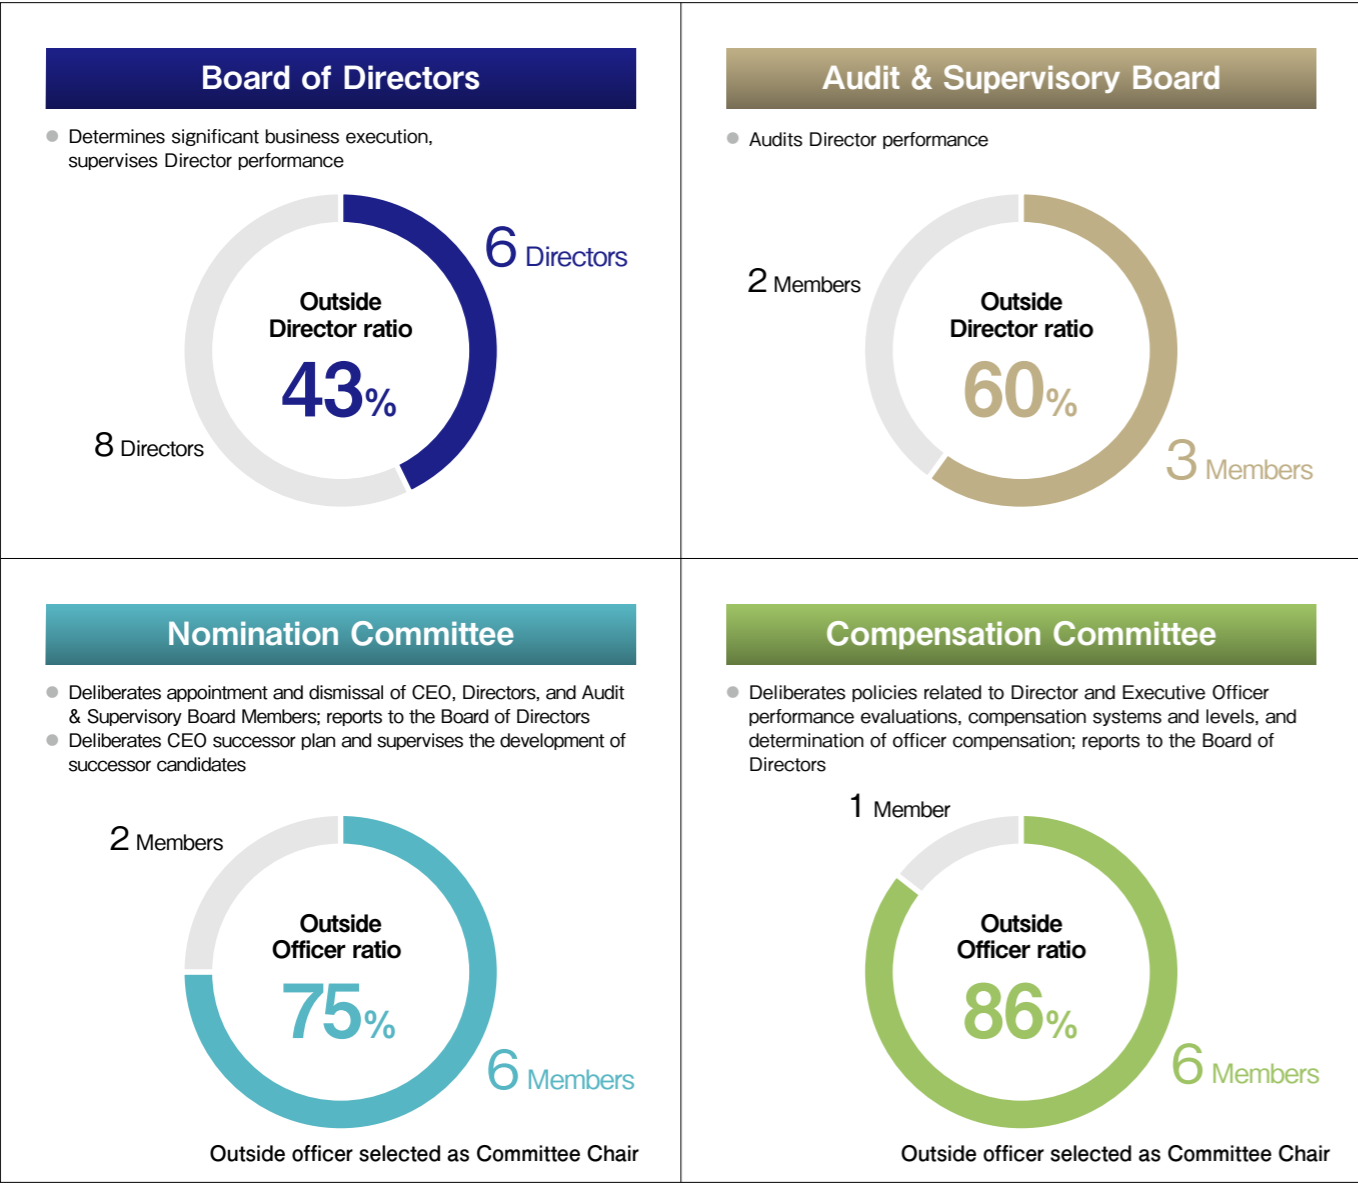 Board of Directors
● Determines significant business execution,
supervises Director performance
6 Directors
Outside
Director ratio
43%
8 Directors
Audit & Supervisory Board
● Audits Director performance
2 Members
Outside
Director ratio
60%
3 Members
Nomination Committee
● Deliberates appointment and dismissal of CEO, Directors, and Audit
& Supervisory Board Members; reports to the Board of Directors
● Deliberates CEO successor plan and supervises the development of
successor candidates
2 Members
Outside
Officer ratio
75%
6 Members
Outside officer selected as Committee Chair
Compensation Committee
● Deliberates policies related to Director and Executive Officer
performance evaluations, compensation systems and levels, and
determination of officer compensation; reports to the Board of
Directors
1 Member
Outside
Officer ratio
86%
6 Members
Outside officer selected as Committee Chair